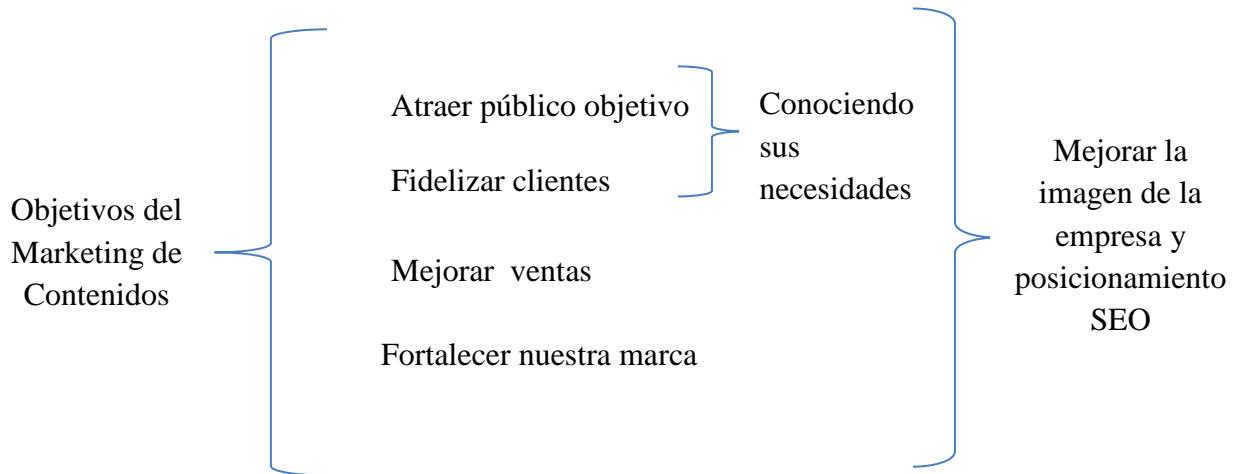 Objetivos del
Marketing de
Contenidos
Atraer público objetivo
Fidelizar clientes
Mejorar  ventas
Fortalecer nuestra marca
Conociendo
sus
necesidades
Mejorar la
imagen de la
empresa y
posicionamiento
SEO